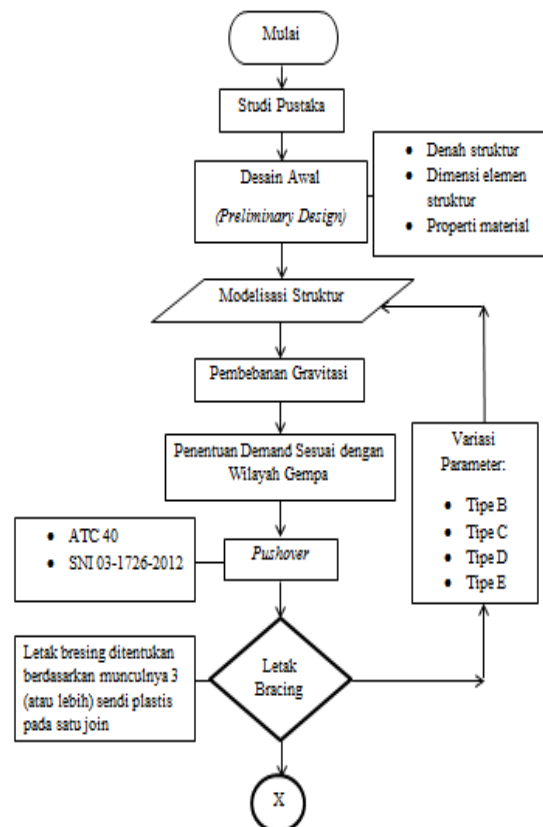 Mulai
Studi Pustaka
Desain Awal
(Preliminary Design)
• Denah struktur
• Dimensi elemen
struktur
• Properti material
Modelisasi Struktur
Pembebanan Gravitasi
Penentuan Demand Sesuai dengan
Wilayah Gempa
Variasi
Parameter:
• Tipe B
• Tipe C
• Tipe D
• Tipe E
• ATC 40
• SNI 03-1726-2012
Pushover
Letak bresing ditentukan
berdasarkan munculnya 3
(atau lebih) sendi plastis
pada satu join
Letak
Bracing
X